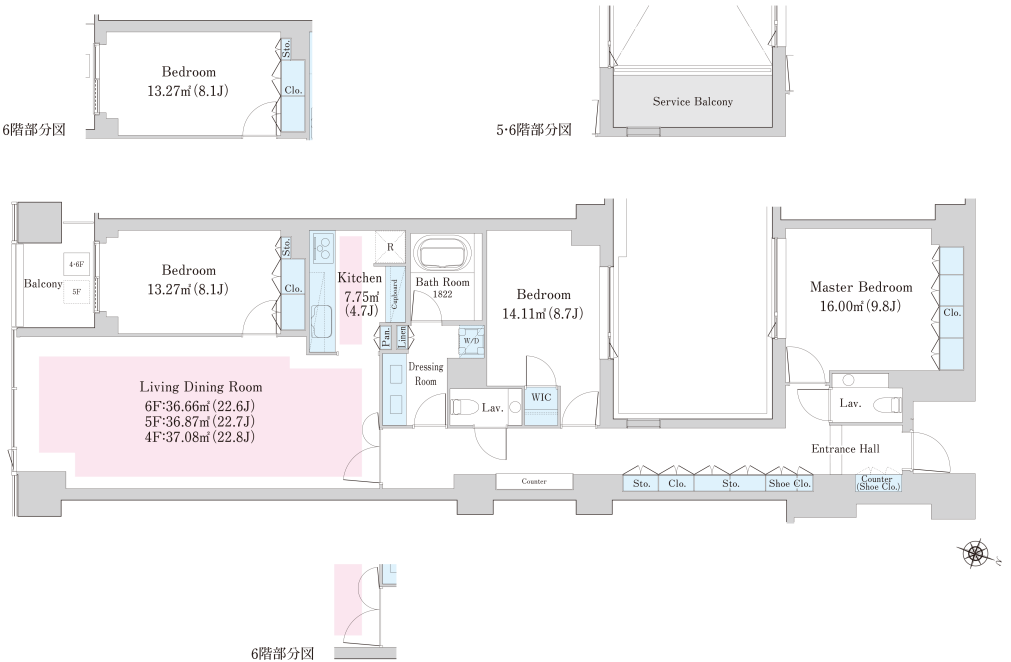 Bedroom
13.27㎡(8.1J)
Sto.
Clo.
6階部分図
Service Balcony
5・6階部分図
Balcony
4・6F
5F
Bedroom
13.27㎡(8.1J)
Sto.
Clo.
Kitchen
7.75㎡
(4.7J)
R
Cupboard
Pan.
Linen
Bath Room
1822
W/D
Dressing
Room
Lav.
Bedroom
14.11㎡(8.7J)
WIC
Master Bedroom
16.00㎡(9.8J)
Clo.
Lav.
Entrance Hall
Living Dining Room
6F:36.66㎡(22.6J)
5F:36.87㎡(22.7J)
4F:37.08㎡(22.8J)
Counter
Sto.
Clo.
Sto.
Shoe Clo.
Counter
(Shoe Clo.)
N
6階部分図